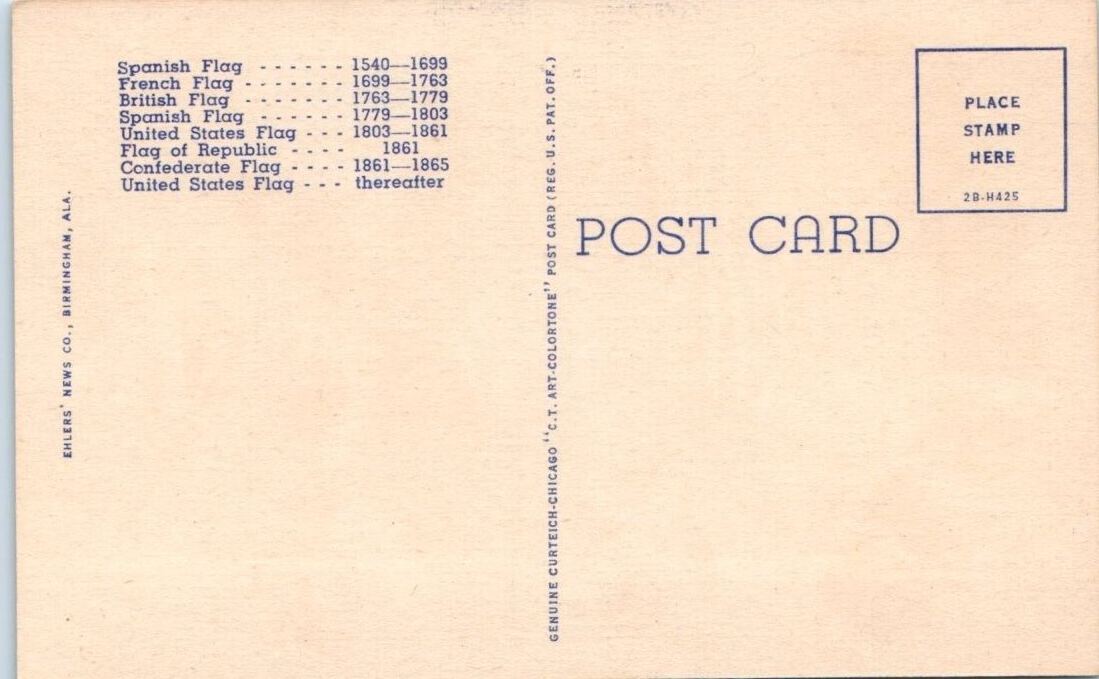 Spanish Flag - - - - - - 1540—1699
French Flag - - - - - - - 1699—1763
British Flag - - - - - - - 1763—1779
Spanish Flag - - - - - - 1779—1803
United States Flag - - - 1803—1861
Flag of Republic - - - - 1861
Confederate Flag - - - - 1861—1865
United States Flag - - - thereafter
EHLERS' NEWS CO., BIRMINGHAM, ALA.
GENUINE CURTEICH-CHICAGO "C.T. ART-COLORTONE" POST CARD (REG. U.S. PAT. OFF.)
POST CARD
PLACE
STAMP
HERE
2B-H425